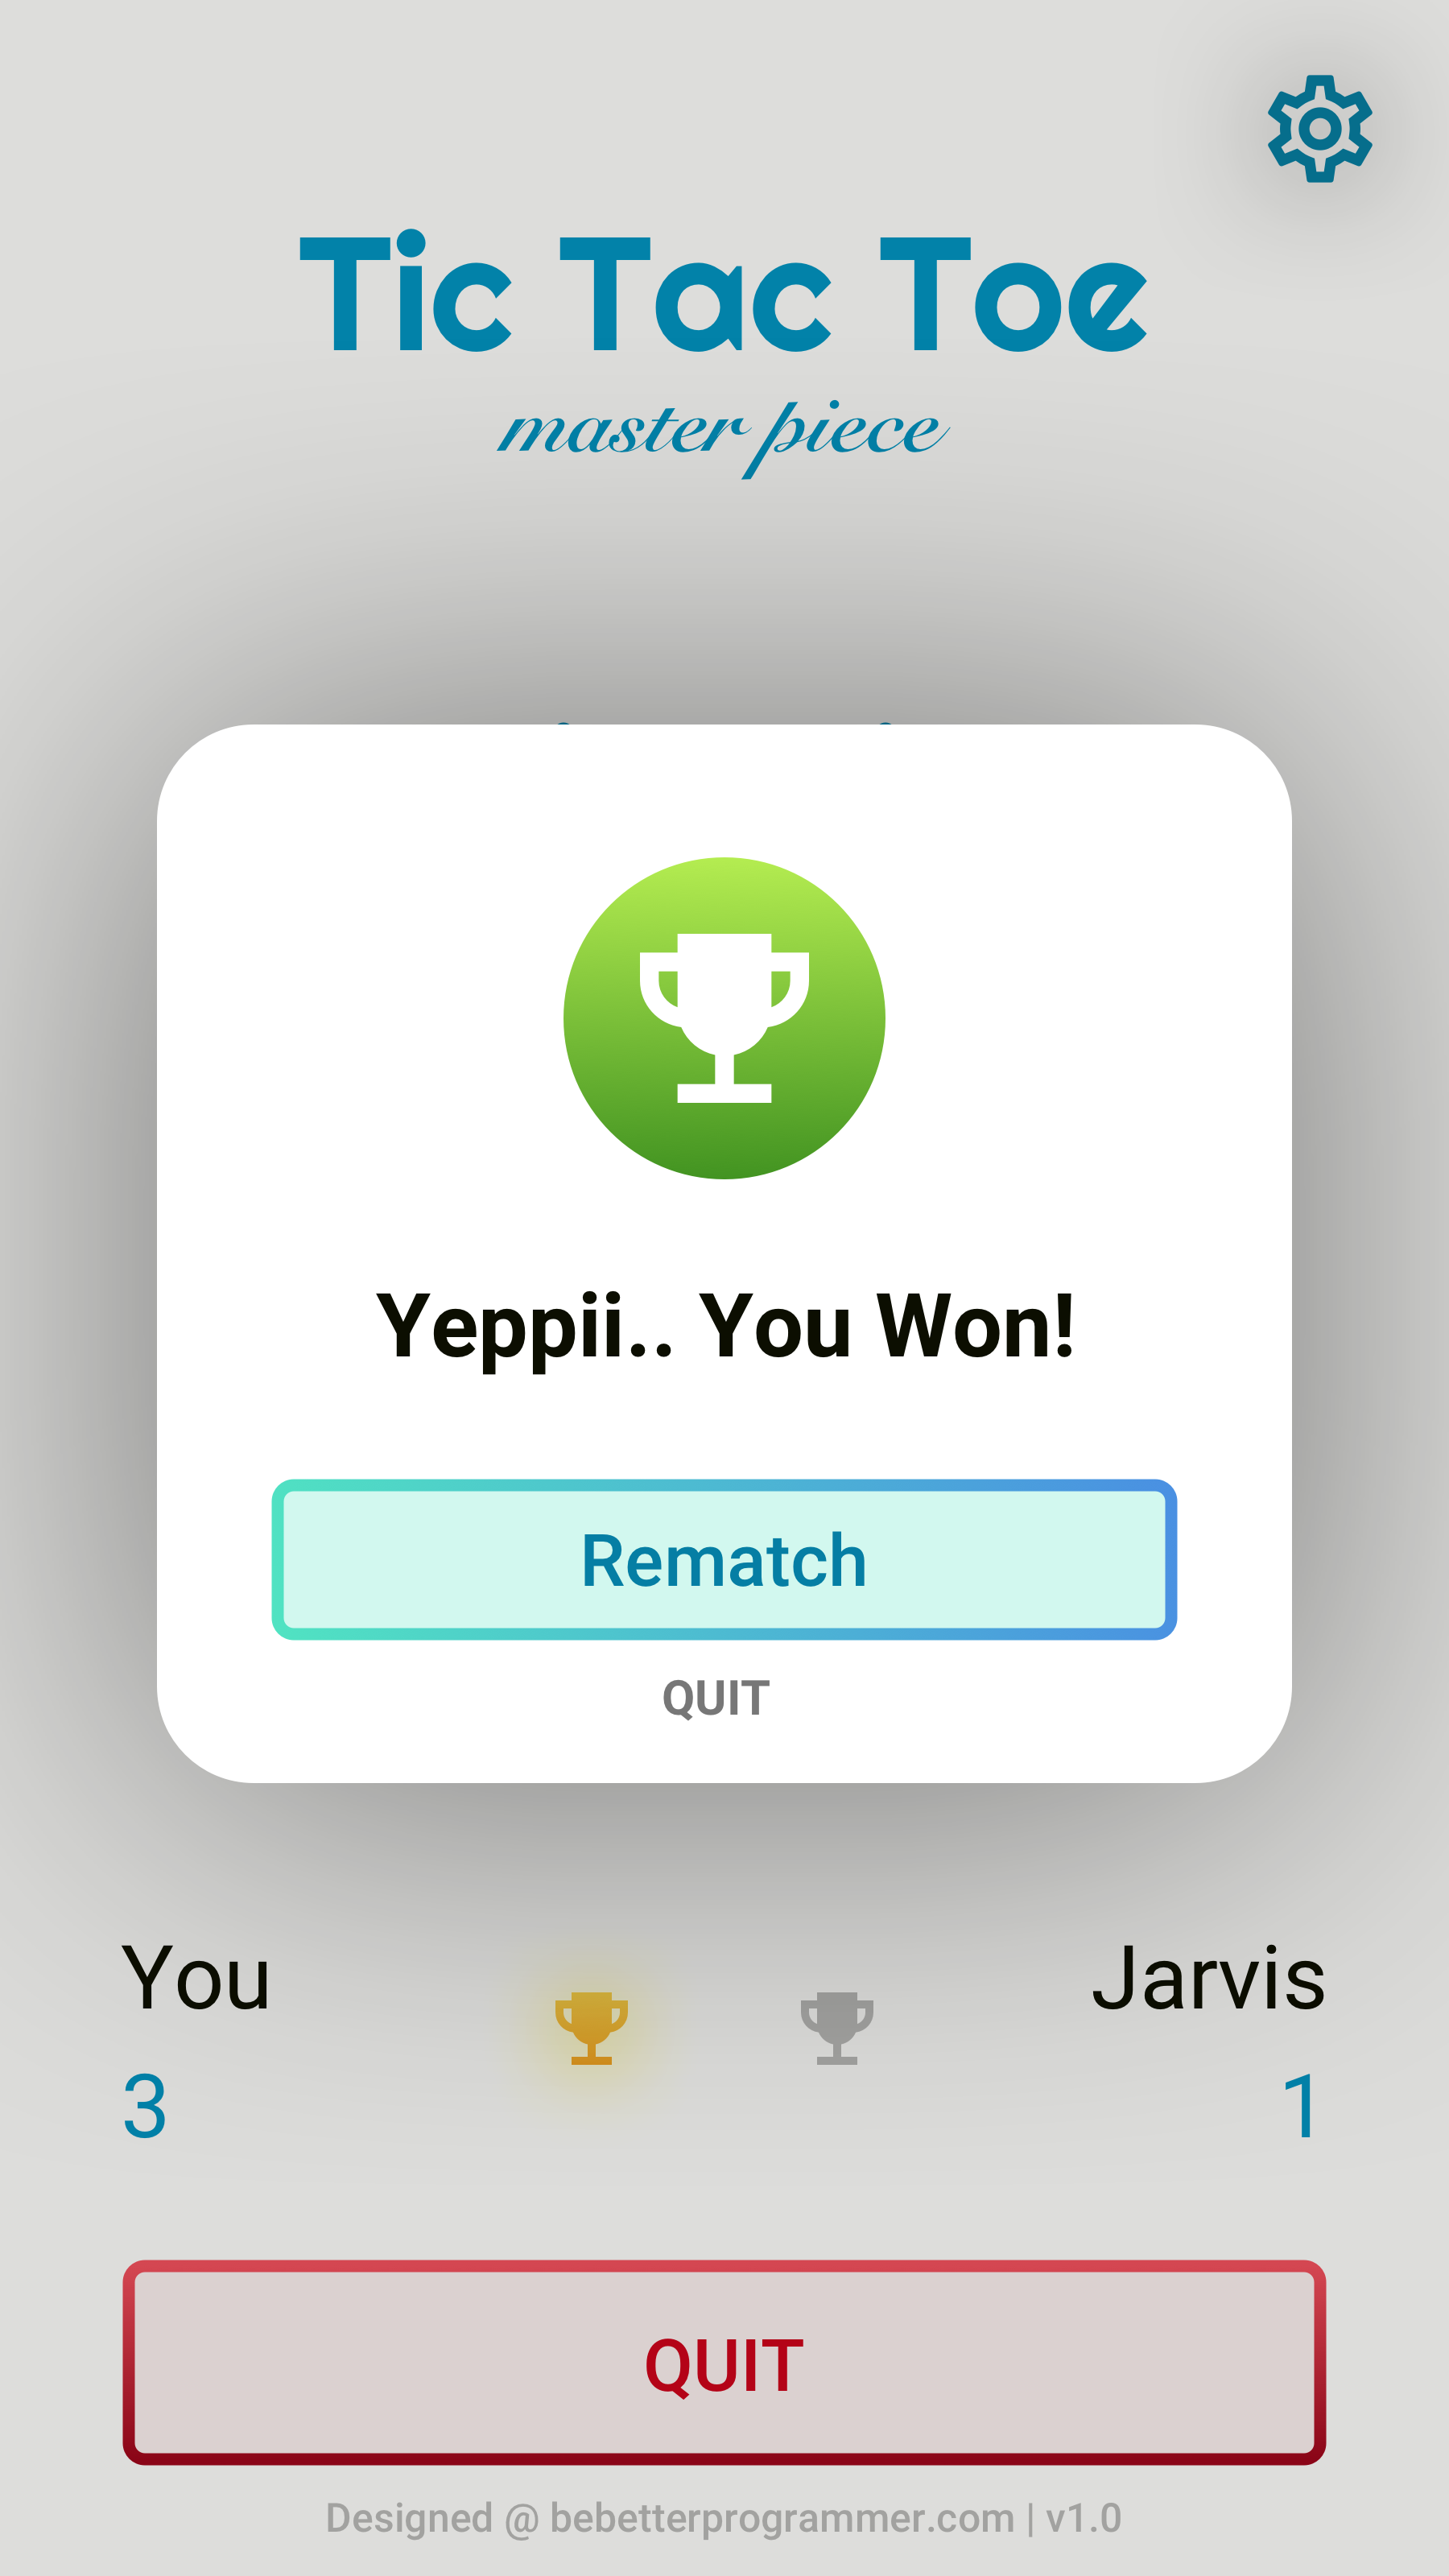 Tic Tac Toe
master piece
Yeppii.. You Won!
Rematch
QUIT
You
Jarvis
3
1
QUIT
Designed @ bebetterprogrammer.com | v1.0